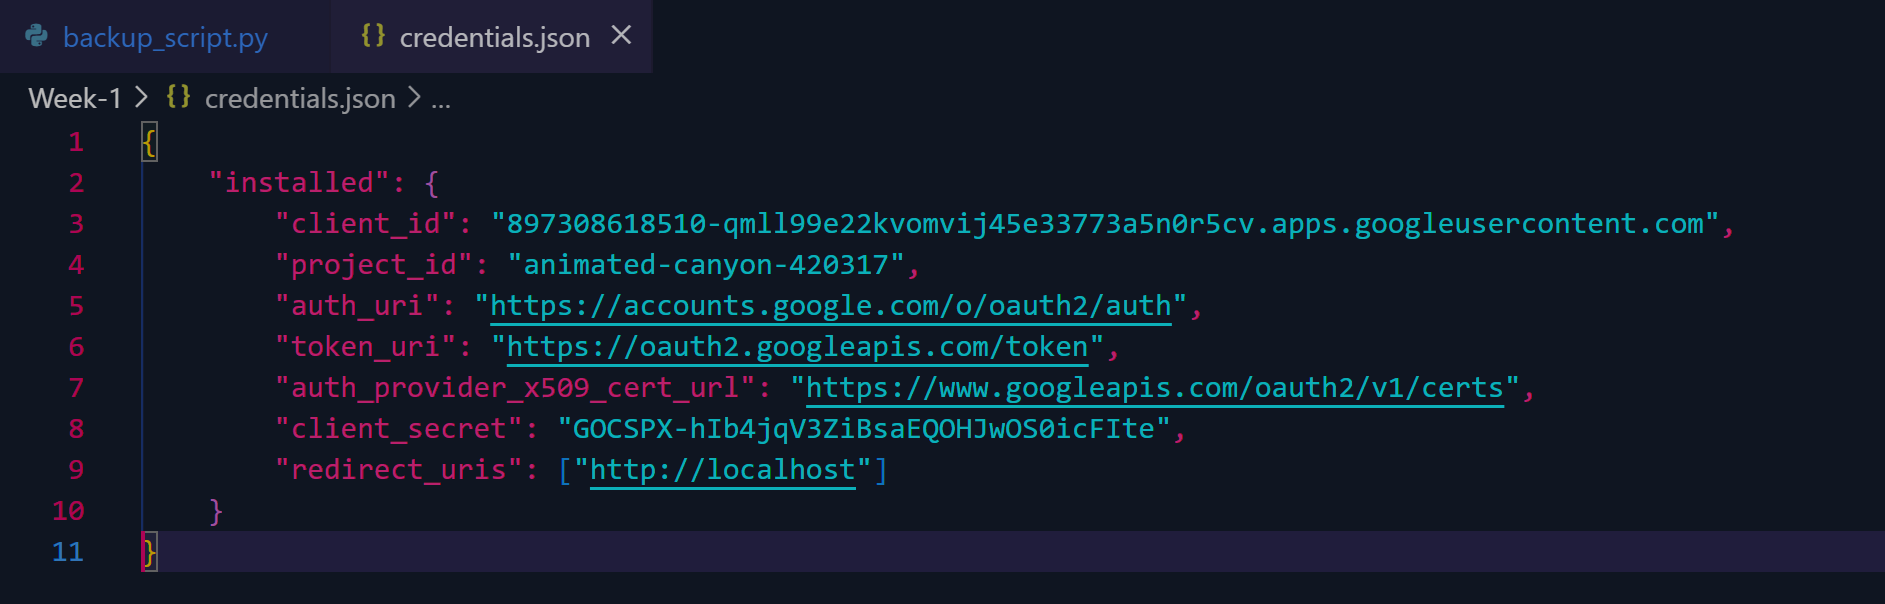 backup_script.py
{} credentials.json ×
Week-1 > {} credentials.json > ...
1 {
2 "installed": {
3 "client_id": "897308618510-qmll99e22kvomvij45e33773a5n0r5cv.apps.googleusercontent.com",
4 "project_id": "animated-canyon-420317",
5 "auth_uri": "https://accounts.google.com/o/oauth2/auth",
6 "token_uri": "https://oauth2.googleapis.com/token",
7 "auth_provider_x509_cert_url": "https://www.googleapis.com/oauth2/v1/certs",
8 "client_secret": "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",
9 "redirect_uris": ["http://localhost"]
10 }
11 }